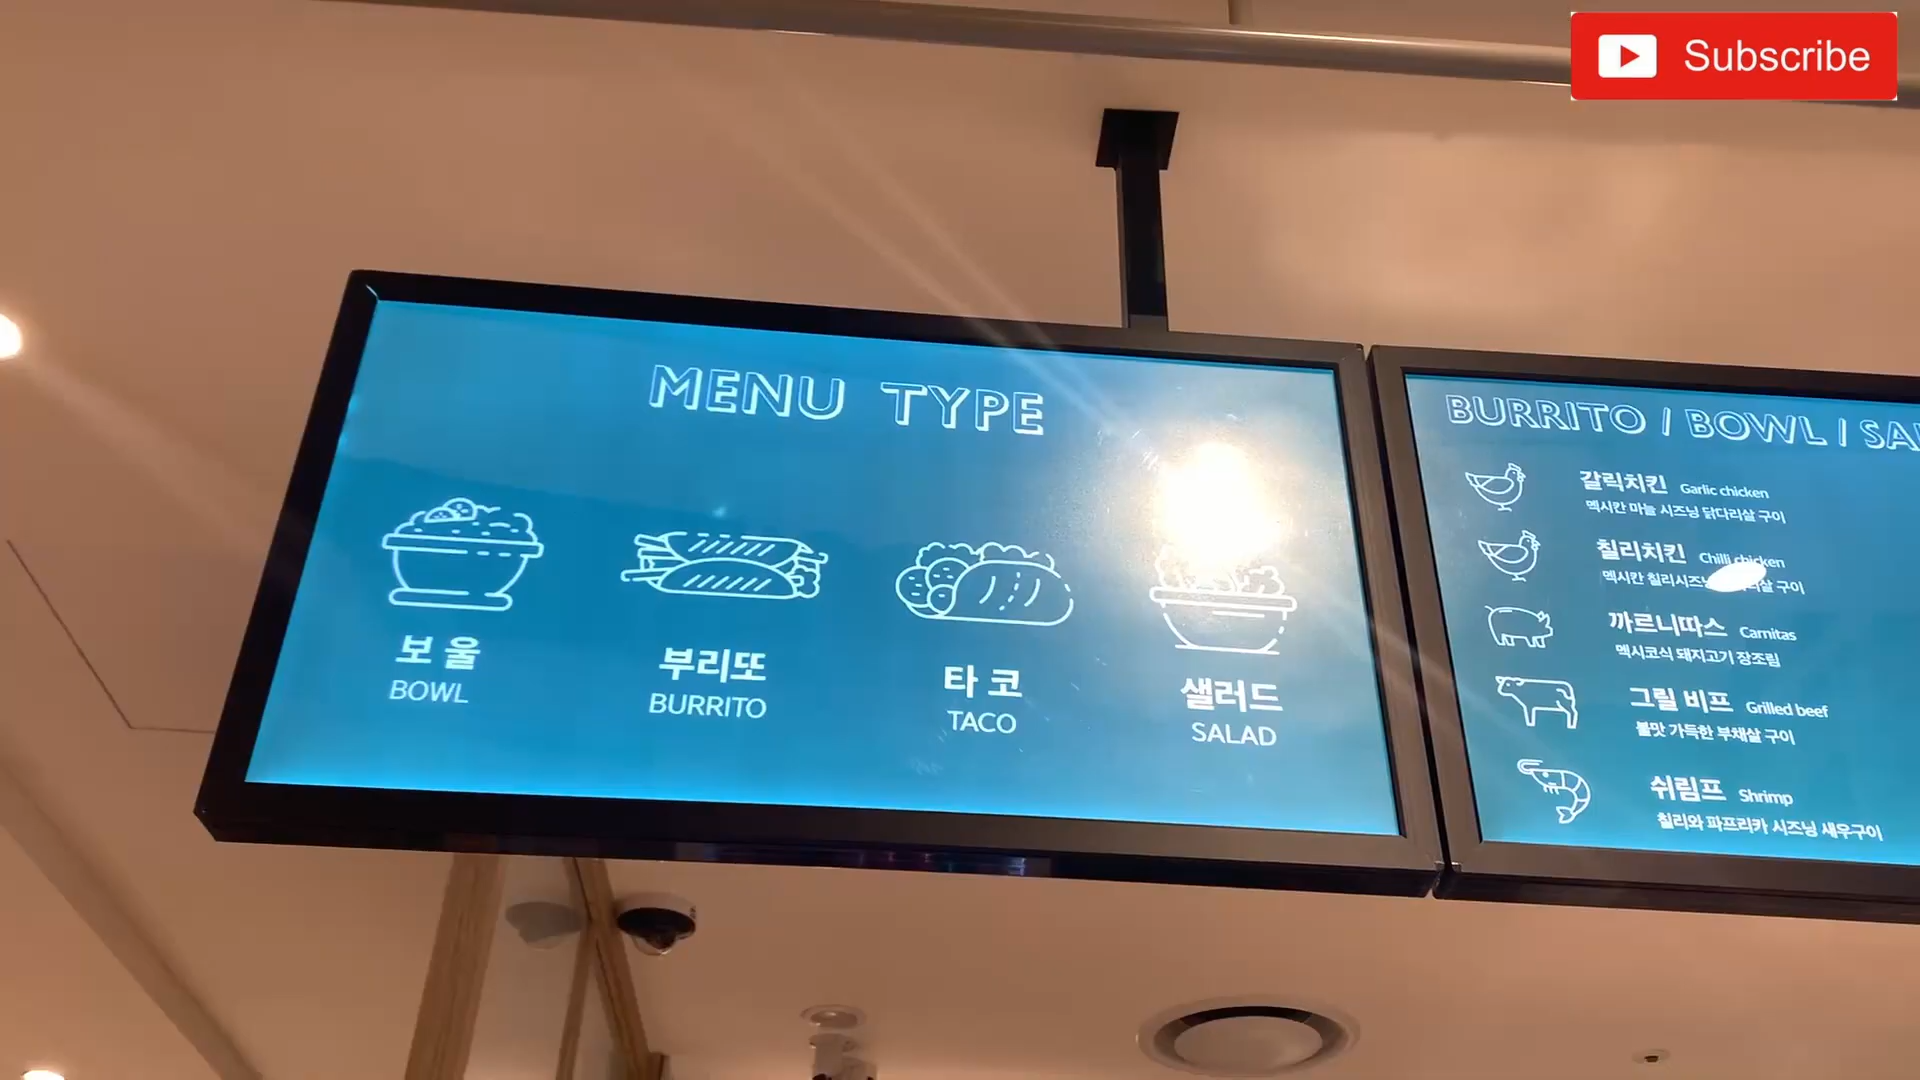 Subscribe
MENU TYPE
보울
BOWL
부리또
BURRITO
타코
TACO
샐러드
SALAD
BURRITO / BOWL /
갈릭치킨 Garlic chicken
멕시칸 마늘 시즈닝 닭다리살 구이
칠리치킨 Chilli chicken
멕시칸 구이
까르니따스 Carnitas
멕시코식 돼지고기 장조림
그릴 비프 Grilled beef
불맛 가득한 부채살 구이
쉬림프 Shrimp
칠리와 파프리카 시즈닝 새우구이